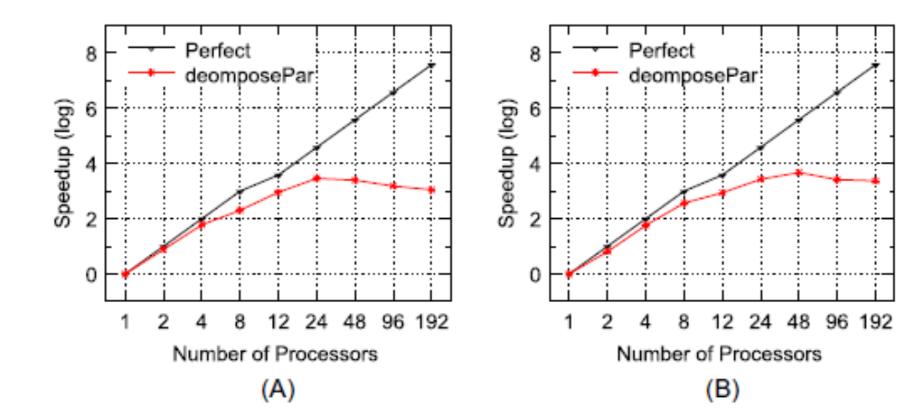 Perfect
deomposePar
8
6
4
2
0
Speedup (log)
1 2 4 8 12 24 48 96 192
Number of Processors
(A)
Perfect
deomposePar
8
6
4
2
0
Speedup (log)
1 2 4 8 12 24 48 96 192
Number of Processors
(B)